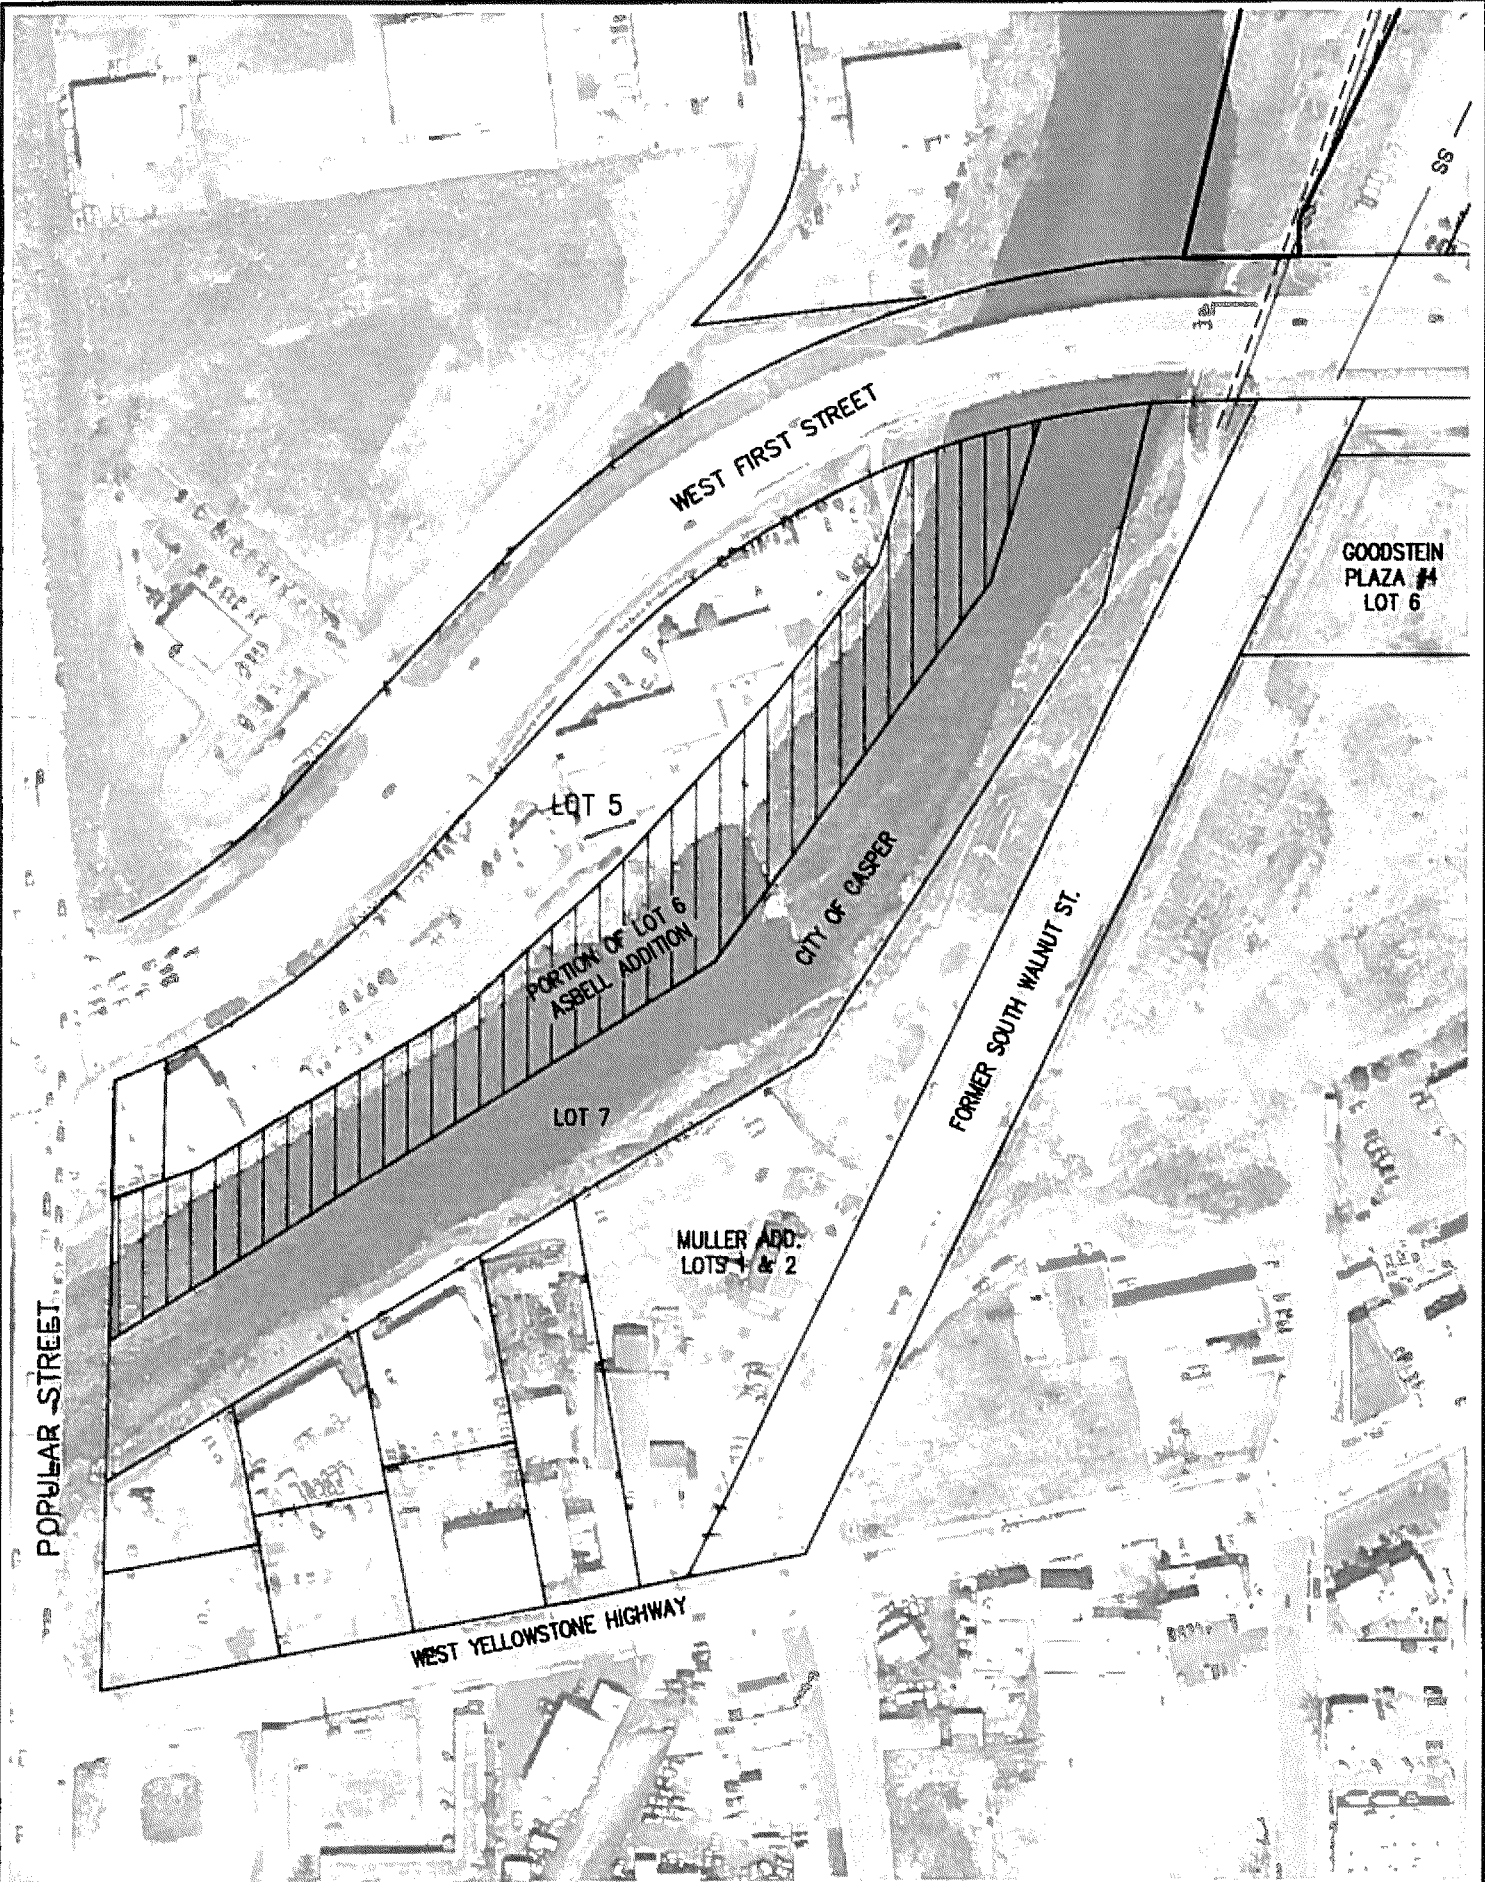 SS
WEST FIRST STREET
GOODSTEIN
PLAZA #4
LOT 6
LOT 5
PORTION OF LOT 6
ASBELL ADDITION
CITY OF CASPER
FORMER SOUTH WALNUT ST.
LOT 7
MULLER ADD.
LOTS 1 & 2
POPULAR STREET
WEST YELLOWSTONE HIGHWAY